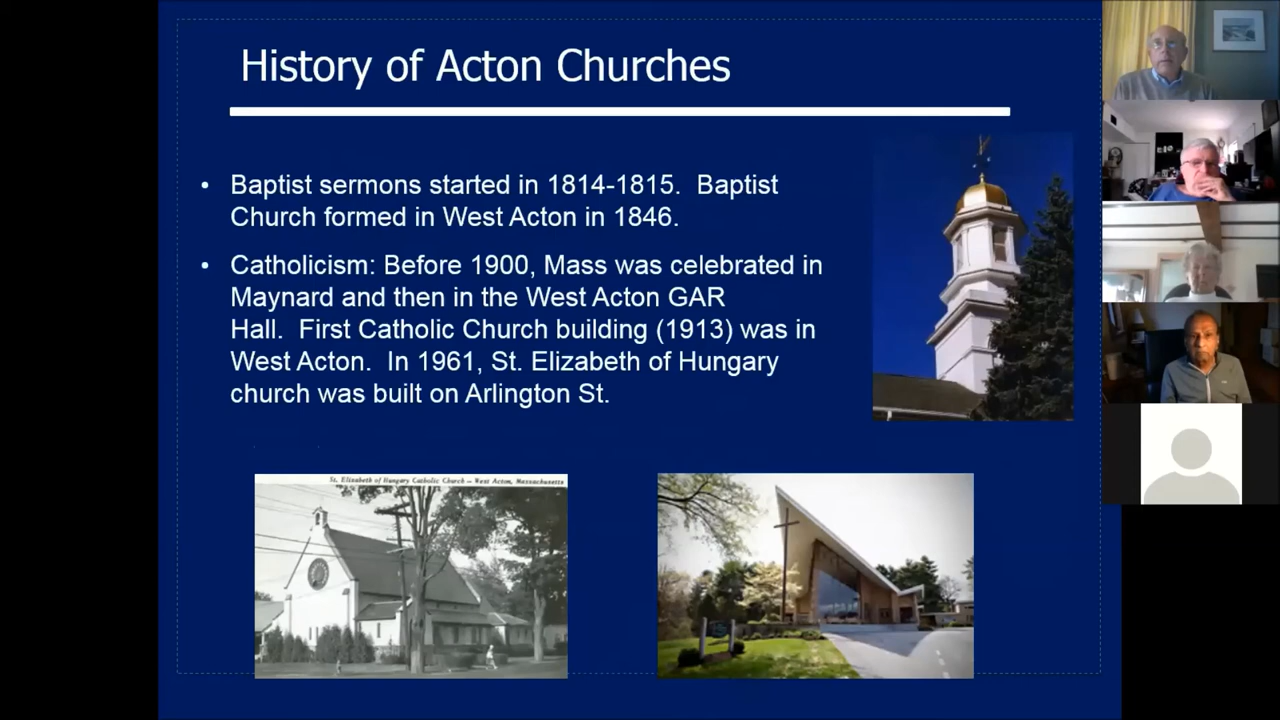 History of Acton Churches
• Baptist sermons started in 1814-1815.  Baptist
Church formed in West Acton in 1846.
• Catholicism: Before 1900, Mass was celebrated in
Maynard and then in the West Acton GAR
Hall.  First Catholic Church building (1913) was in
West Acton.  In 1961, St. Elizabeth of Hungary
church was built on Arlington St.
St. Elizabeth of Hungary Catholic Church — West Acton, Massachusetts